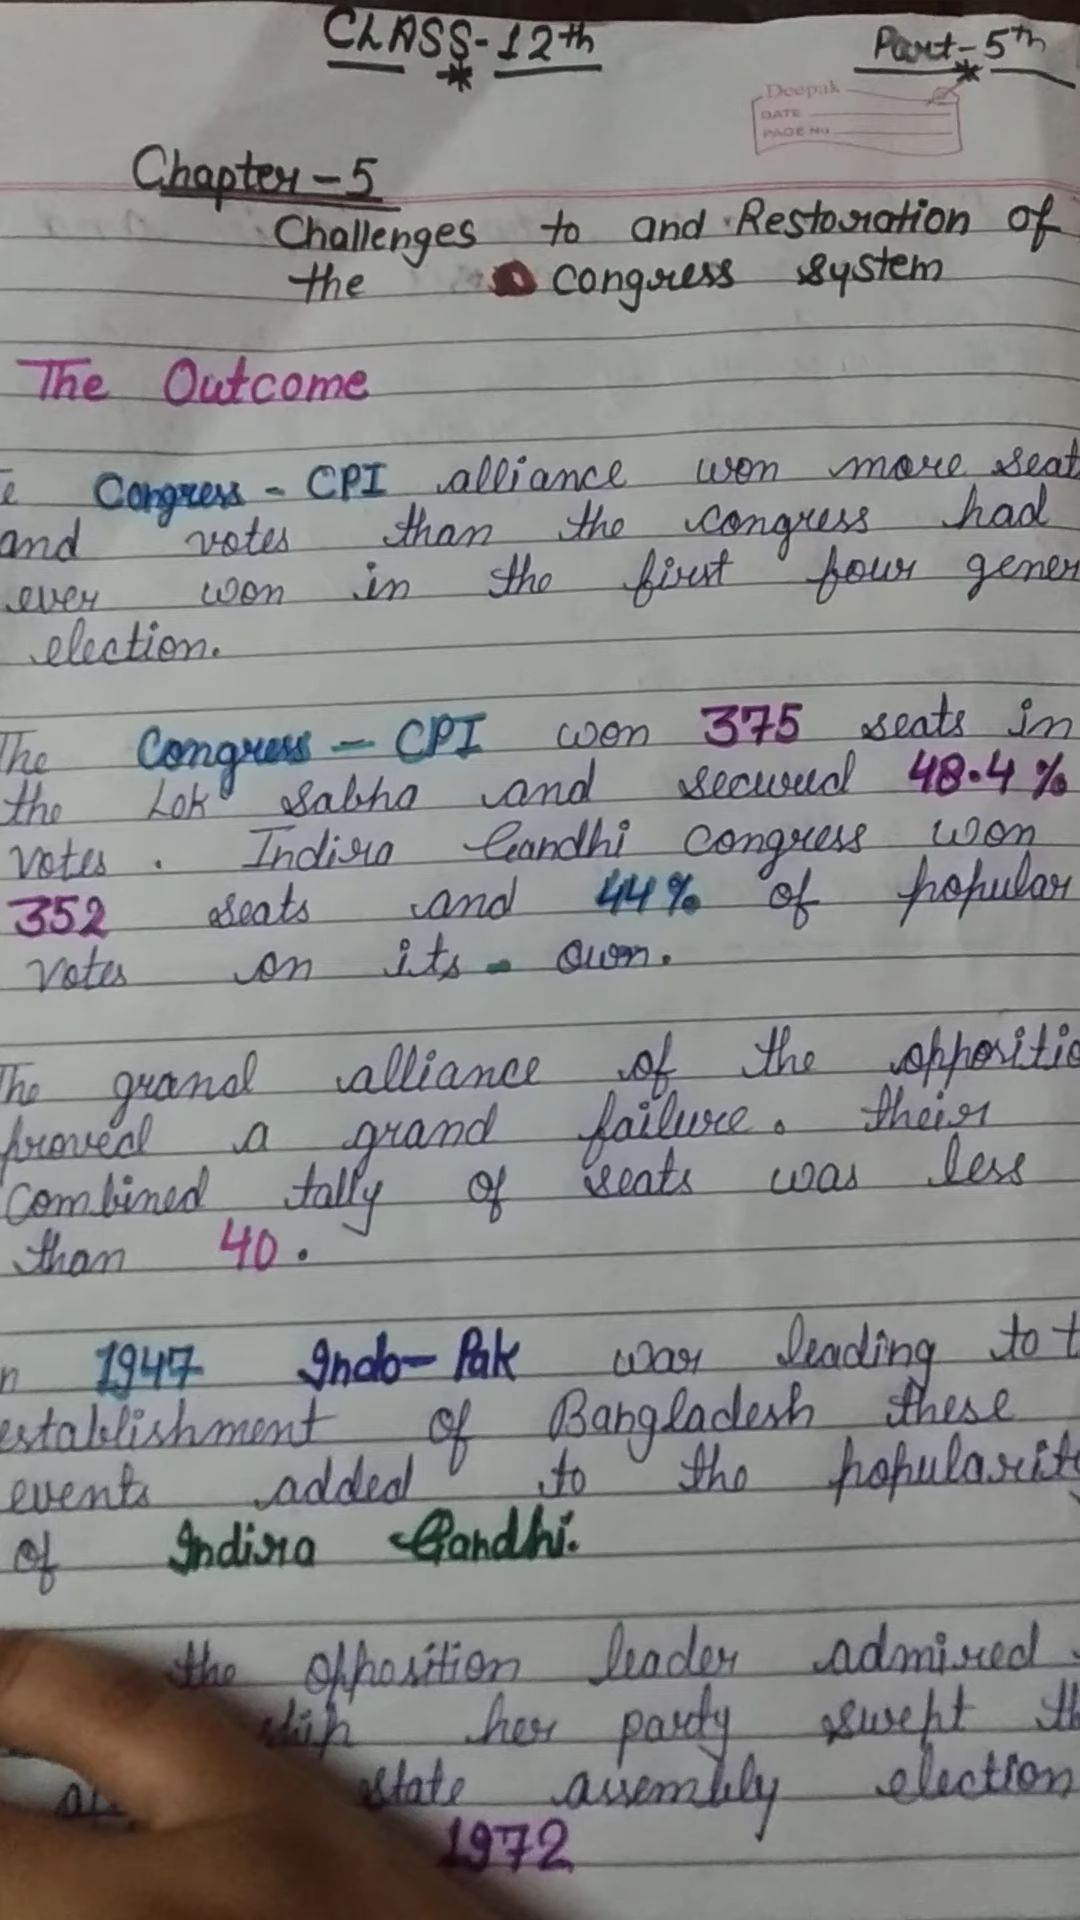 CLASS-12th
Part-5th
Deepak
DATE
PAGE NO
Chapter-5
Challenges to and Restoration of
the congress system
The Outcome
Congress - CPI alliance won more seat
and votes than the congress had
ever won in the first four gener
election.
The Congress - CPI won 375 seats in
the Lok Sabha and secured 48.4%
votes. Indira Gandhi congress won
352 seats and 44% of popular
votes on its - own.
The grand alliance of the oppositio
proved a grand failure. their
Combined tally of seats was less
than 40.
n 1947 Indo-Pak war leading to t
establishment of Bangladesh these
events added to the popularit
of Indira Gandhi.
the opposition leader admired
her party swept th
state assembly election
1972